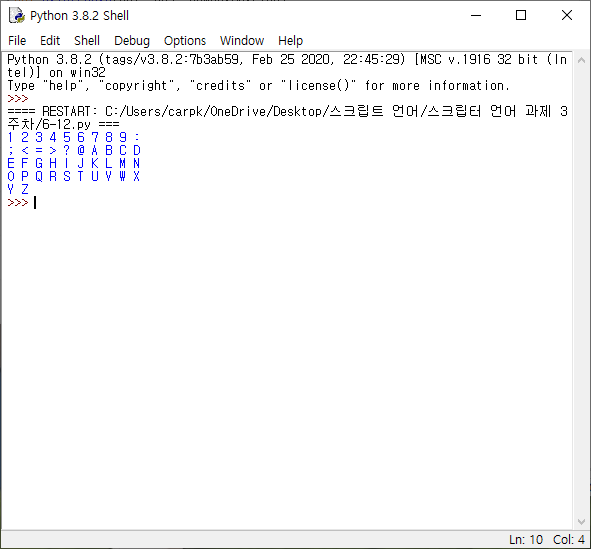 Python 3.8.2 Shell
File Edit Shell Debug Options Window Help
Python 3.8.2 (tags/v3.8.2:7b3ab59, Feb 25 2020, 22:45:29) [MSC v.1916 32 bit (In
tel)] on win32
Type "help", "copyright", "credits" or "license()" for more information.
>>>
==== RESTART: C:/Users/carpk/OneDrive/Desktop/스크립트 언어/스크립터 언어 과제 3
주차/6-12.py ===
1 2 3 4 5 6 7 8 9 :
; < = > ? @ A B C D
E F G H I J K L M N
O P Q R S T U V W X
Y Z
>>>
Ln: 10 Col: 4